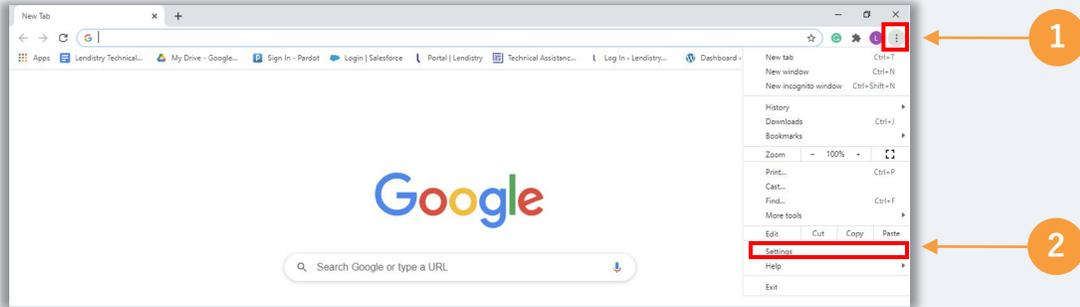 New Tab
G
Apps Lendistry Technical... My Drive - Google... Sign In - Pardot Login | Salesforce Portal | Lendistry Technical Assistanc... Log In ‹ Lendistry... Dashboard ‹
L
1
New tab Ctrl+T
New window Ctrl+N
New incognito window Ctrl+Shift+N
History
Downloads Ctrl+J
Bookmarks
Zoom - 100% +
Print... Ctrl+P
Cast...
Find... Ctrl+F
More tools
Edit Cut Copy Paste
Settings
Help
Exit
2
Google
Search Google or type a URL